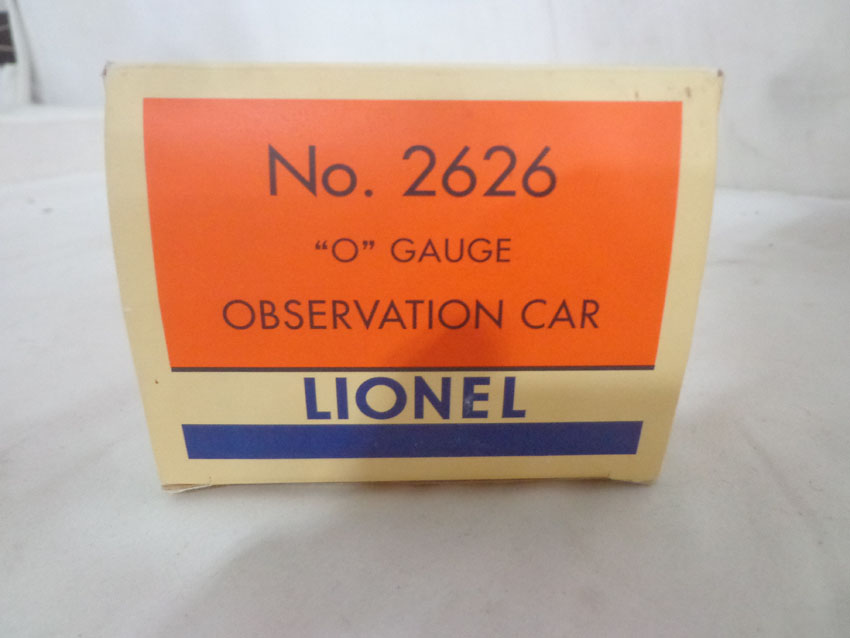 No. 2626
“O” GAUGE
OBSERVATION CAR
LIONEL